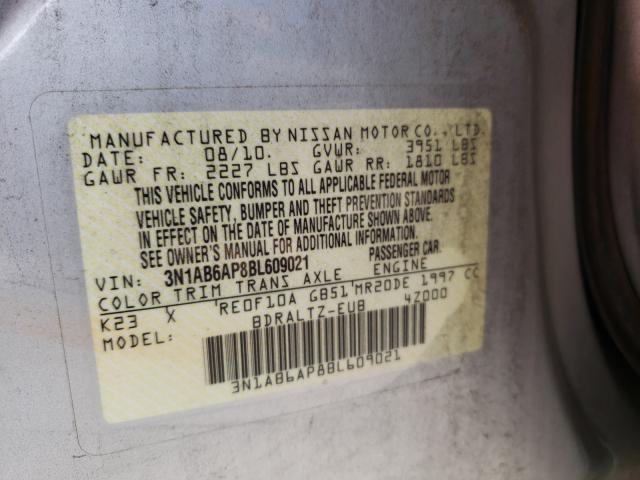 MANUFACTURED BY NISSAN MOTOR CO., LTD.
DATE: 08/10. GVWR: 3951 LBS
GAWR FR: 2227 LBS GAWR RR: 1810 LBS
THIS VEHICLE CONFORMS TO ALL APPLICABLE FEDERAL MOTOR
VEHICLE SAFETY, BUMPER AND THEFT PREVENTION STANDARDS
IN EFFECT ON THE DATE OF MANUFACTURE SHOWN ABOVE.
SEE OWNER'S MANUAL FOR ADDITIONAL INFORMATION.
VIN: 3N1AB6AP8BL609021 PASSENGER CAR.
COLOR TRIM TRANS AXLE ENGINE
K23 X RE0F10A GB51 MR20DE 1997 CC
MODEL: BDRALTZ-EUB 4Z000
3N1AB6AP8BL609021